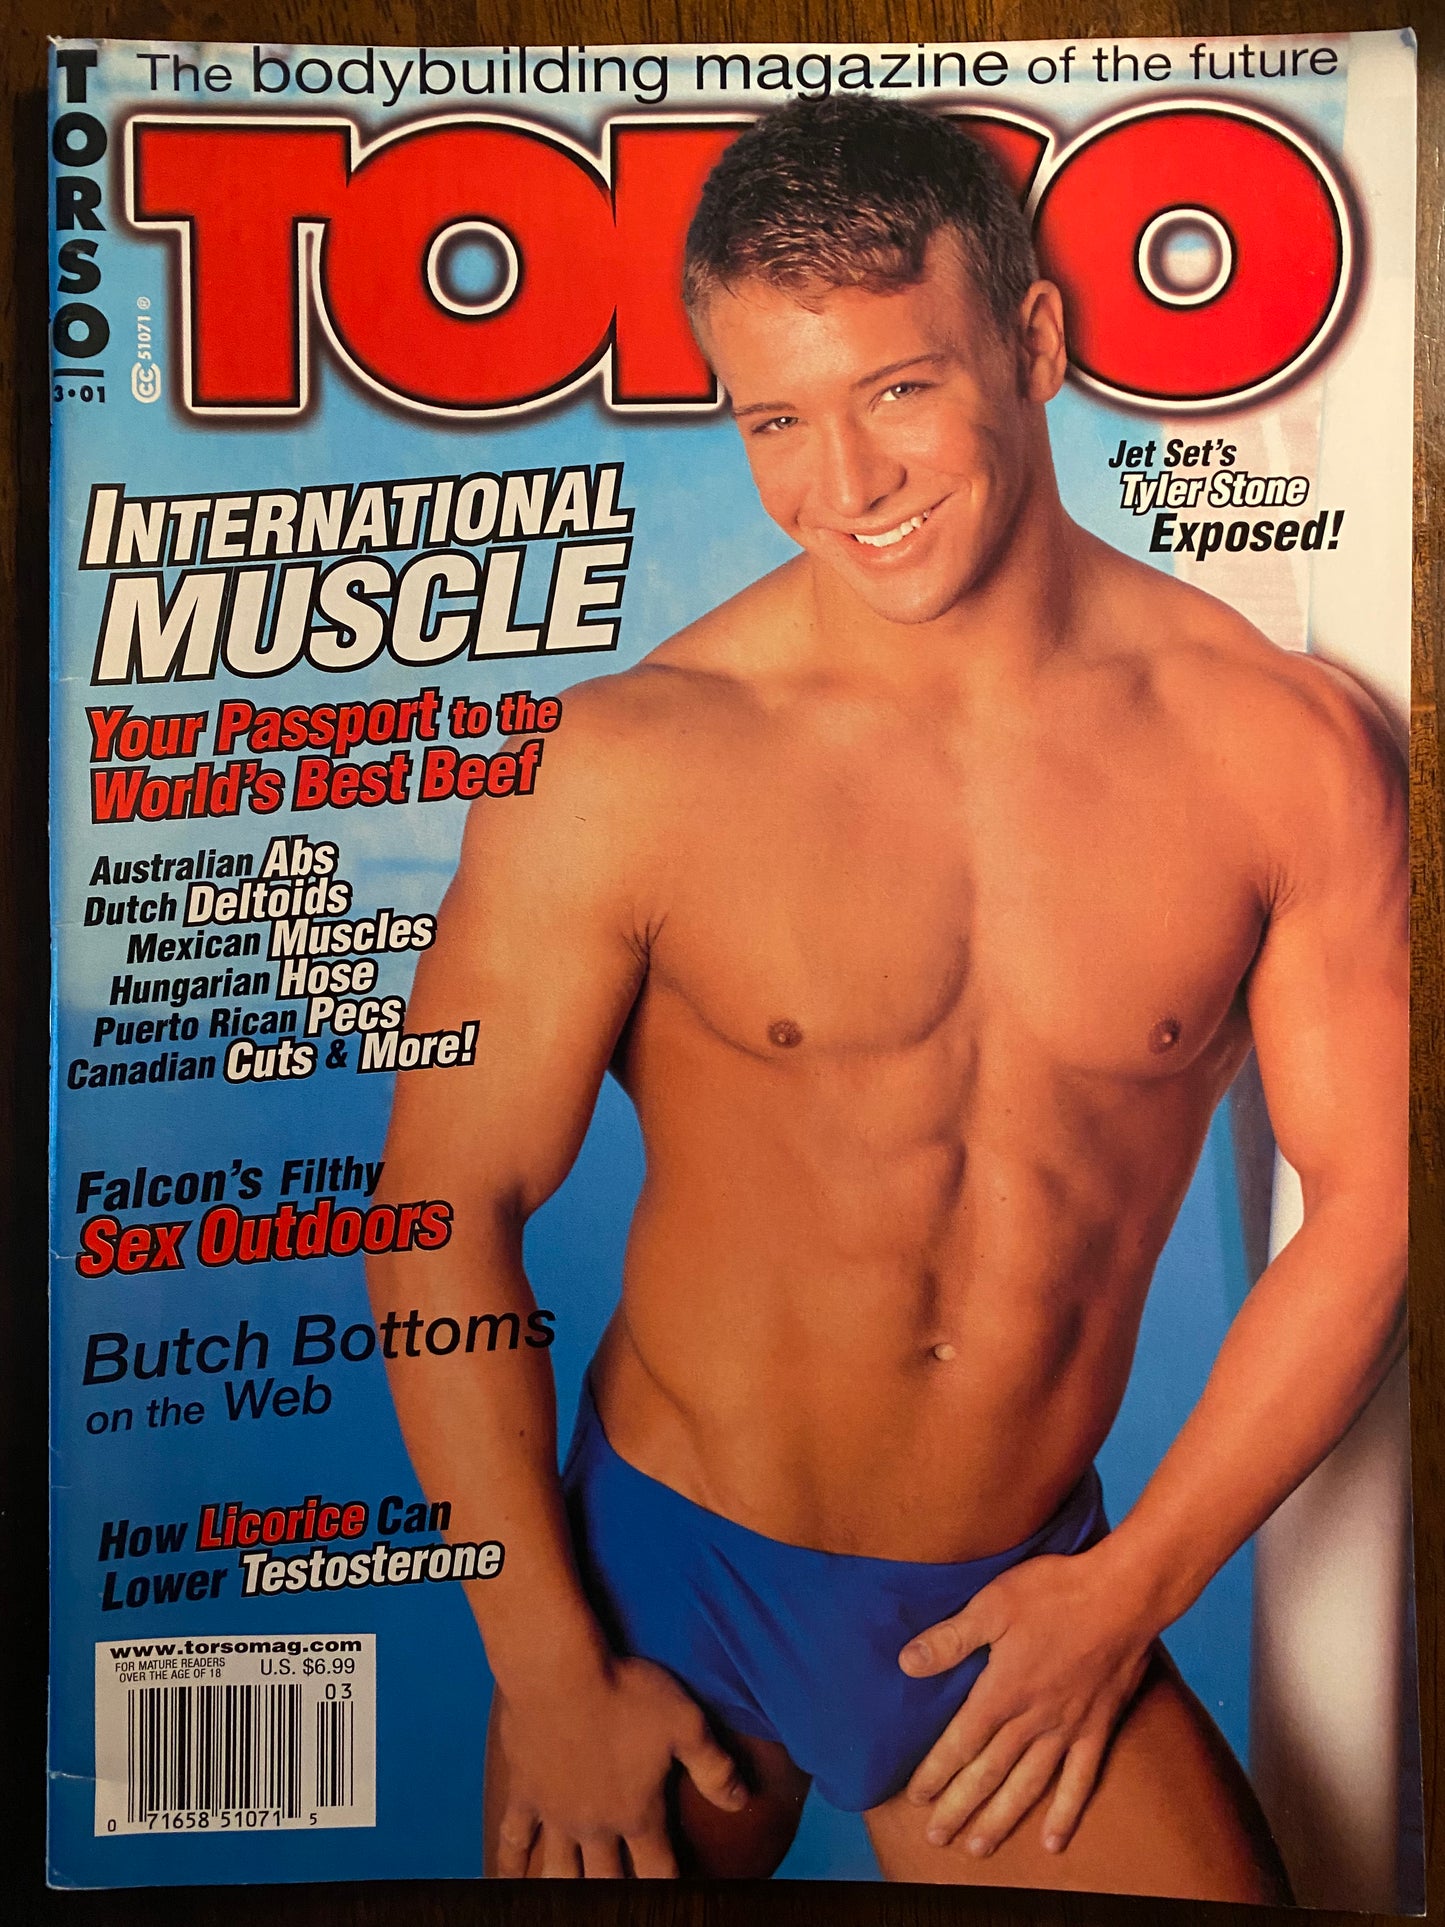 The bodybuilding magazine of the future
TORSO
TORSO
3•01
CC 51071 ®
Jet Set's
Tyler Stone
Exposed!
INTERNATIONAL
MUSCLE
Your Passport to the
World's Best Beef
Australian Abs
Dutch Deltoids
Mexican Muscles
Hungarian Hose
Puerto Rican Pecs
Canadian Cuts & More!
Falcon's Filthy
Sex Outdoors
Butch Bottoms
on the Web
How Licorice Can
Lower Testosterone
www.torsomag.com
FOR MATURE READERS
OVER THE AGE OF 18
U.S. $6.99
03
0 71658 51071 5